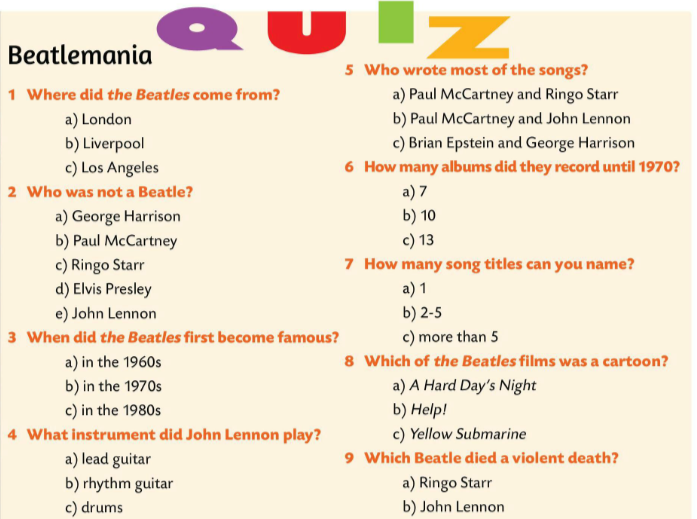 QUIZ
Beatlemania
1 Where did the Beatles come from?
a) London
b) Liverpool
c) Los Angeles
2 Who was not a Beatle?
a) George Harrison
b) Paul McCartney
c) Ringo Starr
d) Elvis Presley
e) John Lennon
3 When did the Beatles first become famous?
a) in the 1960s
b) in the 1970s
c) in the 1980s
4 What instrument did John Lennon play?
a) lead guitar
b) rhythm guitar
c) drums
5 Who wrote most of the songs?
a) Paul McCartney and Ringo Starr
b) Paul McCartney and John Lennon
c) Brian Epstein and George Harrison
6 How many albums did they record until 1970?
a) 7
b) 10
c) 13
7 How many song titles can you name?
a) 1
b) 2-5
c) more than 5
8 Which of the Beatles films was a cartoon?
a) A Hard Day's Night
b) Help!
c) Yellow Submarine
9 Which Beatle died a violent death?
a) Ringo Starr
b) John Lennon